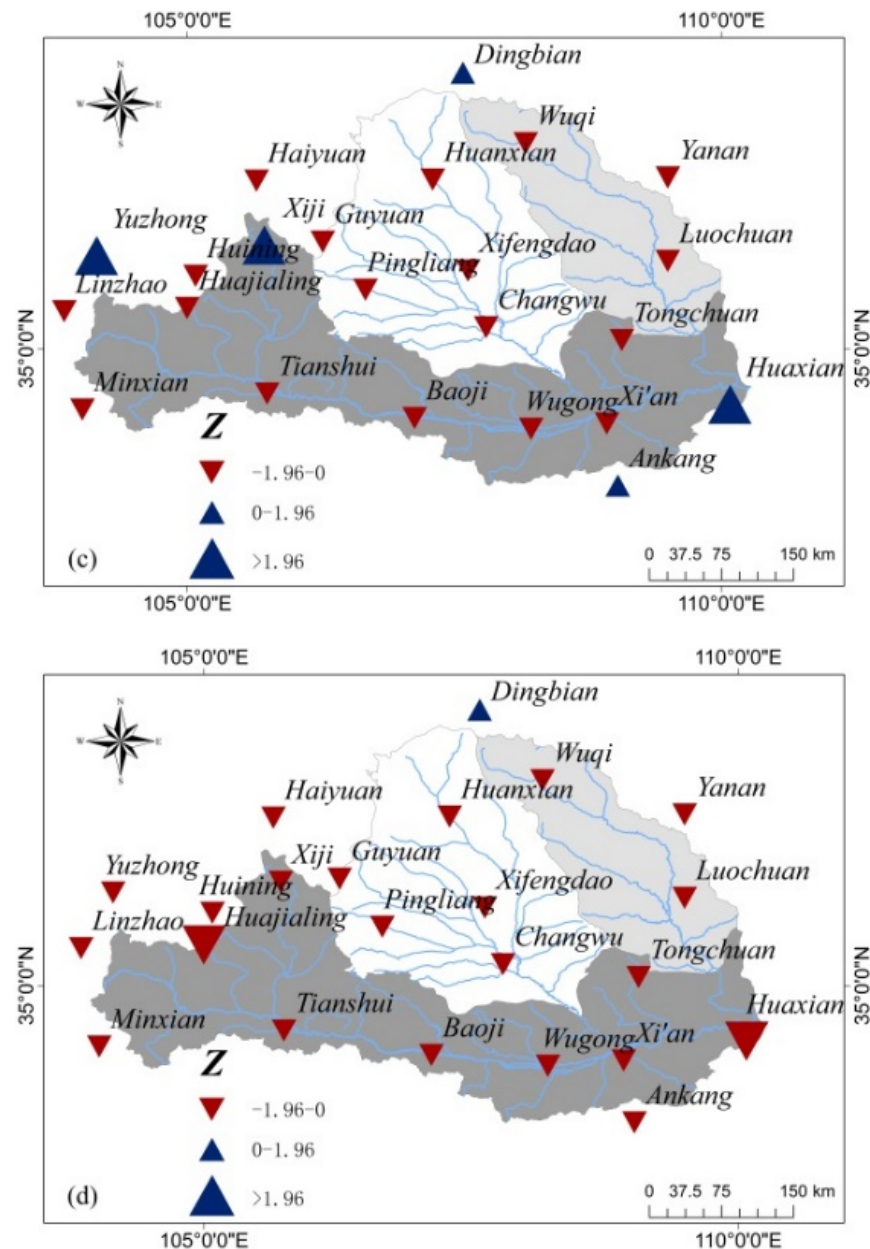 105°0'0"E 110°0'0"E
Dingbian
N
W E
S
Wuqi
Haiyuan Huanxian Yanan
Yuzhong Xiji Guyuan
Huining Xifengdao Luochuan
Linzhao Huajialing Pingliang
Changwu Tongchuan
35°0'0"N 35°0'0"N
Minxian Tianshui Huaxian
Baoji Wugong Xi'an
Z
Ankang
-1.96-0
0-1.96
>1.96
(c)
0 37.5 75 150 km
105°0'0"E 110°0'0"E
105°0'0"E 110°0'0"E
Dingbian
N
W E
S
Wuqi
Haiyuan Huanxian Yanan
Yuzhong Xiji Guyuan
Huining Xifengdao Luochuan
Linzhao Huajialing Pingliang
Changwu Tongchuan
35°0'0"N 35°0'0"N
Minxian Tianshui Huaxian
Baoji Wugong Xi'an
Z
Ankang
-1.96-0
0-1.96
>1.96
(d)
0 37.5 75 150 km
105°0'0"E 110°0'0"E